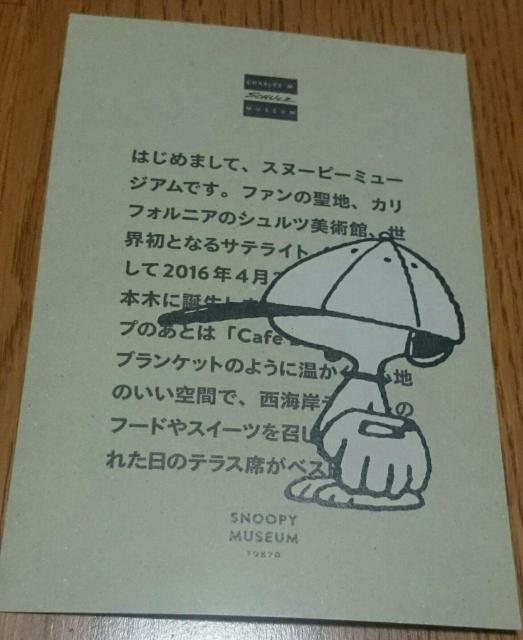 CHARLES M.
SCHULZ
MUSEUM
はじめまして、スヌーピーミュー
ジアムです。ファンの聖地、カリ
フォルニアのシュルツ美術館、世
界初となるサテライト
して2016年4月2
本木に誕生し
プのあとは「Cafe
ブランケットのように温か 地
のいい空間で、西海岸 の
フードやスイーツを召し
れた日のテラス席がベス
SNOOPY
MUSEUM
TOKYO